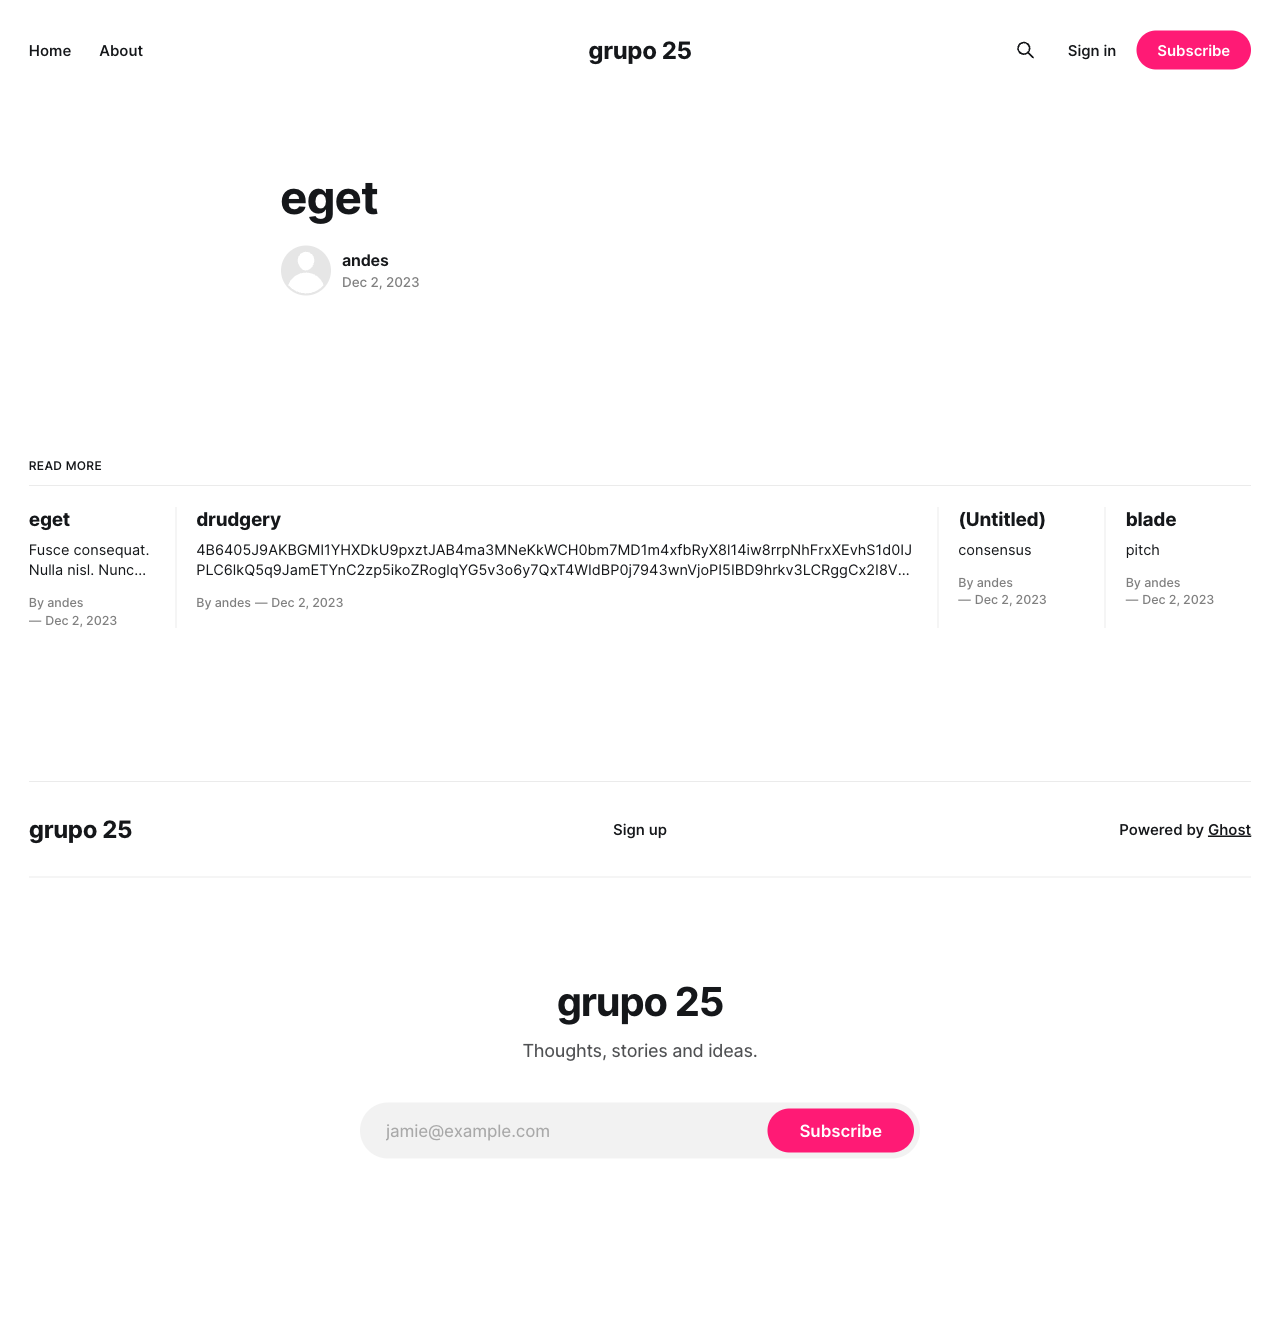 Home About grupo 25 Sign in Subscribe
eget
andes
Dec 2, 2023
READ MORE
eget
Fusce consequat.
Nulla nisl. Nunc...
By andes
— Dec 2, 2023
drudgery
4B6405J9AKBGMI1YHXDkU9pxztJAB4ma3MNeKkWCH0bm7MD1m4xfbRyX8I14iw8rrpNhFrxXEvhS1d0IJ
PLC6lkQ5q9JamETYnC2zp5ikoZRoglqYG5v3o6y7QxT4WIdBP0j7943wnVjoPI5IBD9hrkv3LCRggCx2I8V...
By andes — Dec 2, 2023
(Untitled)
consensus
By andes
— Dec 2, 2023
blade
pitch
By andes
— Dec 2, 2023
grupo 25 Sign up Powered by Ghost
grupo 25
Thoughts, stories and ideas.
jamie@example.com Subscribe